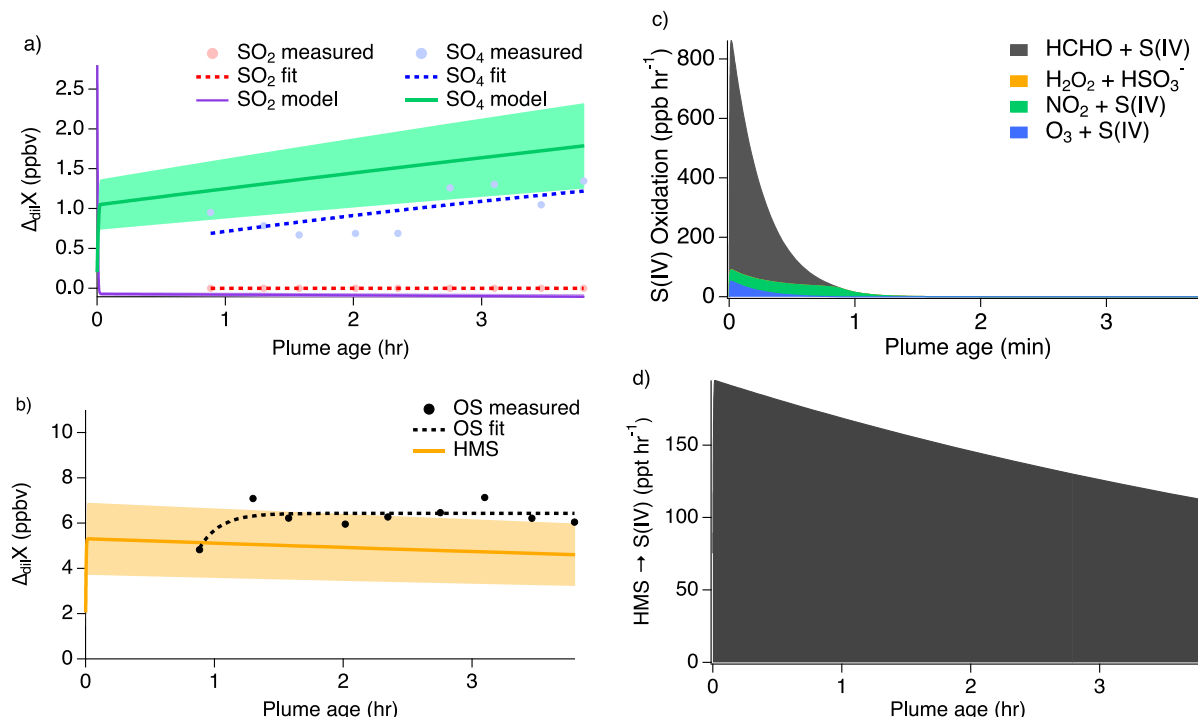 a)
SO₂ measured
SO₂ fit
SO₂ model
SO₄ measured
SO₄ fit
SO₄ model
Δ_dil X (ppbv)
2.5
2.0
1.5
1.0
0.5
0.0
0
1
2
3
Plume age (hr)
b)
OS measured
OS fit
HMS
Δ_dil X (ppbv)
10
8
6
4
2
0
0
1
2
3
Plume age (hr)
c)
HCHO + S(IV)
H₂O₂ + HSO₃⁻
NO₂ + S(IV)
O₃ + S(IV)
S(IV) Oxidation (ppb hr⁻¹)
800
600
400
200
0
0
1
2
3
Plume age (min)
d)
HMS → S(IV) (ppt hr⁻¹)
150
100
50
0
0
1
2
3
Plume age (hr)